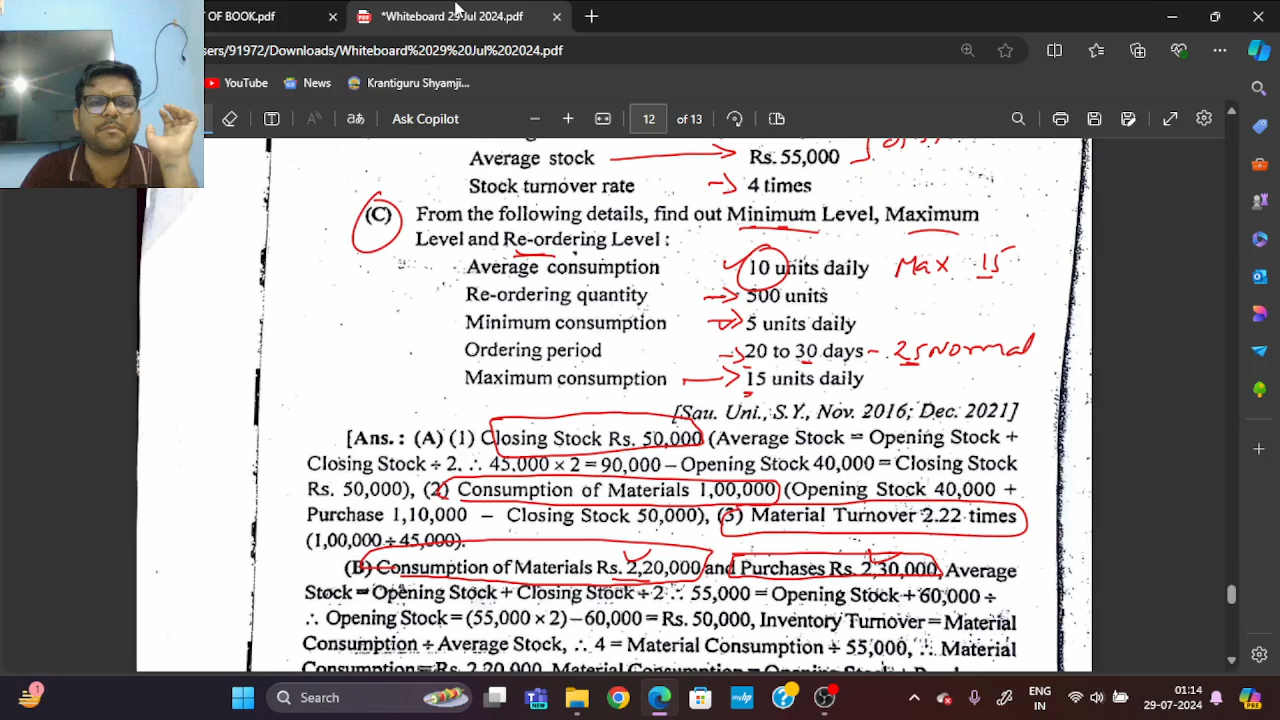 OF BOOK.pdf
*Whiteboard 29 Jul 2024.pdf
sers/91972/Downloads/Whiteboard%2029%20Jul%202024.pdf
YouTube
News
Krantiguru Shyamji...
Ask Copilot
12 of 13
Average stock Rs. 55,000
Stock turnover rate 4 times
(C) From the following details, find out Minimum Level, Maximum
Level and Re-ordering Level :
Average consumption 10 units daily Max 15
Re-ordering quantity 500 units
Minimum consumption 5 units daily
Ordering period 20 to 30 days - 25 Normal
Maximum consumption 15 units daily
[Sau. Uni., S.Y., Nov. 2016; Dec. 2021]
[Ans. : (A) (1) Closing Stock Rs. 50,000 (Average Stock = Opening Stock +
Closing Stock ÷ 2. ∴ 45,000 × 2 = 90,000 – Opening Stock 40,000 = Closing Stock
Rs. 50,000), (2) Consumption of Materials 1,00,000 (Opening Stock 40,000 +
Purchase 1,10,000 – Closing Stock 50,000), (3) Material Turnover 2.22 times
(1,00,000 ÷ 45,000).
(B) Consumption of Materials Rs. 2,20,000 and Purchases Rs. 2,30,000, Average
Stock = Opening Stock + Closing Stock ÷ 2 ∴ 55,000 = Opening Stock + 60,000 ÷
∴ Opening Stock = (55,000 × 2) – 60,000 = Rs. 50,000, Inventory Turnover = Material
Consumption ÷ Average Stock, ∴ 4 = Material Consumption ÷ 55,000, ∴ Material
Consumption = Rs. 2,20,000, Material Consumption = Opening Stock +
Search
ENG
IN
01:14
29-07-2024